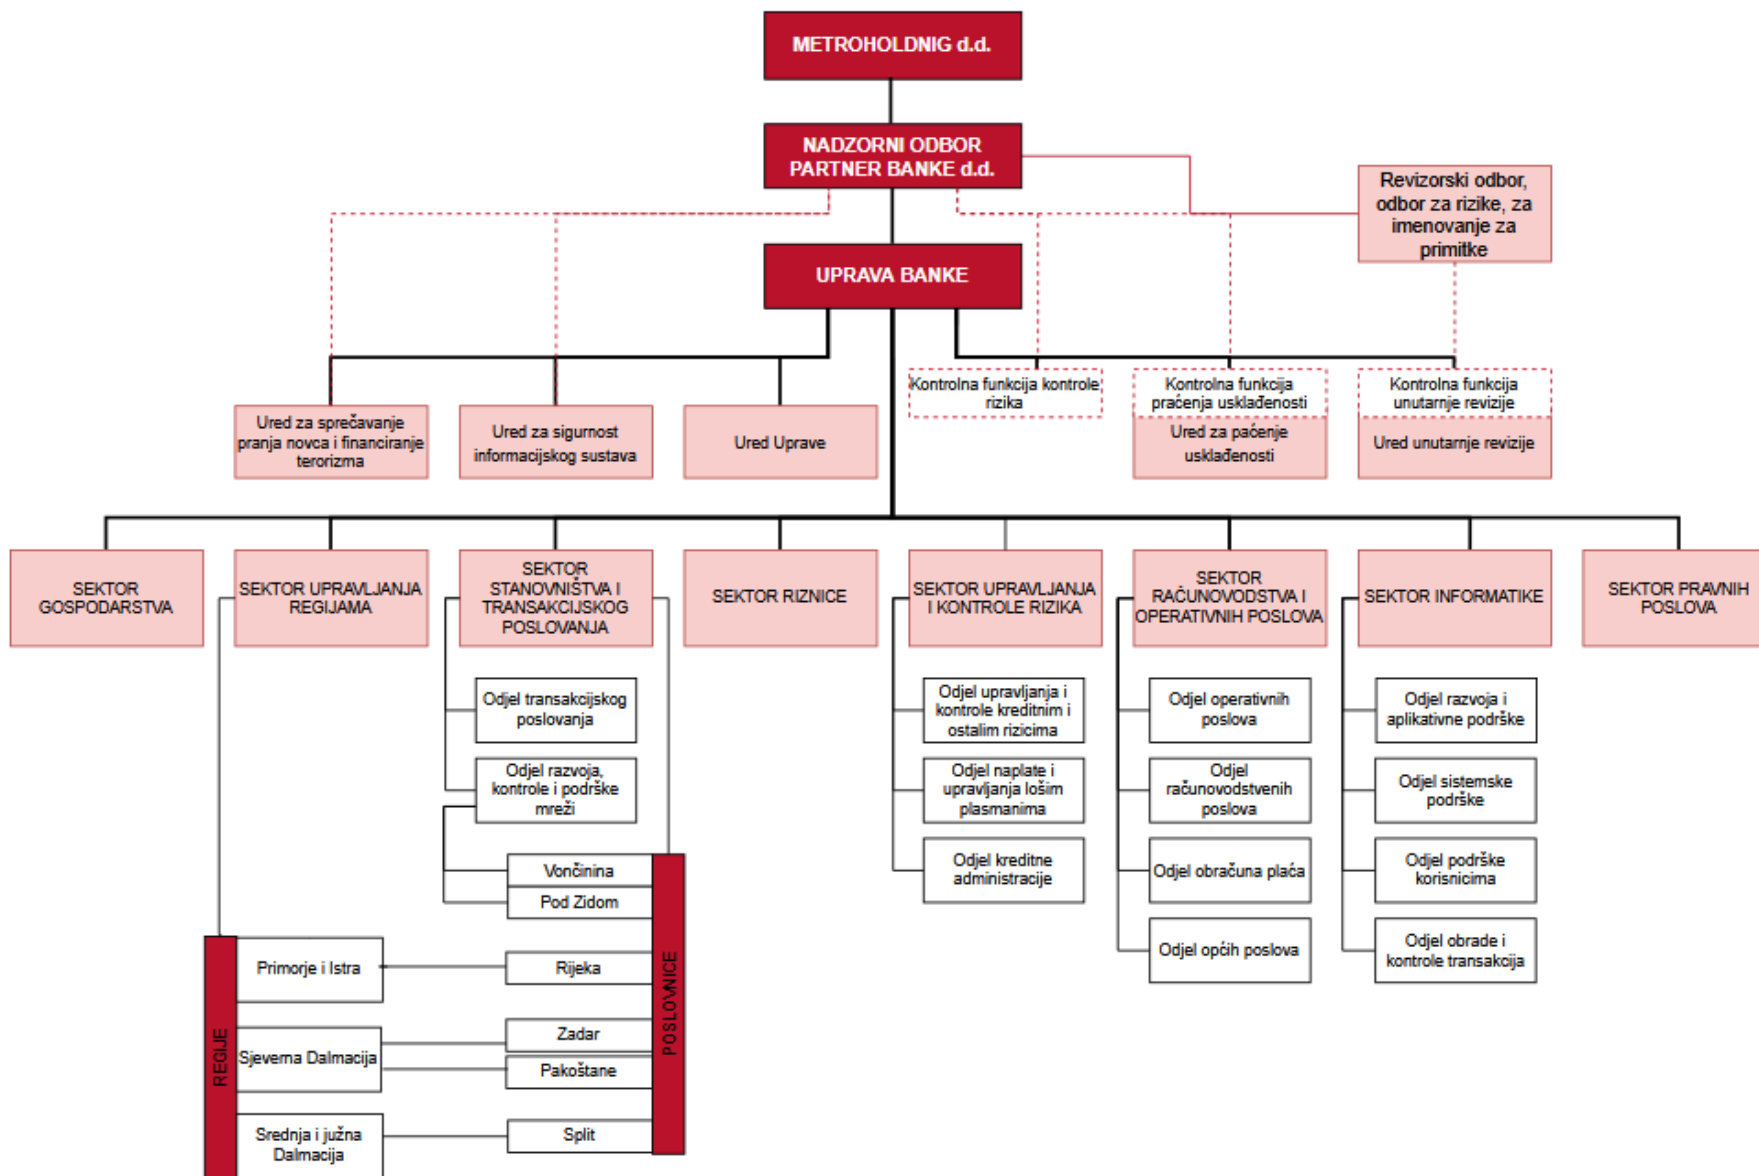 METROHOLDNIG d.d.
NADZORNI ODBOR
PARTNER BANKE d.d.
Revizorski odbor,
odbor za rizike, za
imenovanje za
primitke
UPRAVA BANKE
Kontrolna funkcija kontrole
rizika
Kontrolna funkcija
praćenja usklađenosti
Kontrolna funkcija
unutarnje revizije
Ured za sprečavanje
pranja novca i financiranje
terorizma
Ured za sigurnost
informacijskog sustava
Ured Uprave
Ured za paćenje
usklađenosti
Ured unutarnje revizije
SEKTOR
GOSPODARSTVA
SEKTOR UPRAVLJANJA
REGIJAMA
SEKTOR
STANOVNIŠTVA I
TRANSAKCIJSKOG
POSLOVANJA
SEKTOR RIZNICE
SEKTOR UPRAVLJANJA
I KONTROLE RIZIKA
SEKTOR
RAČUNOVODSTVA I
OPERATIVNIH POSLOVA
SEKTOR INFORMATIKE
SEKTOR PRAVNIH
POSLOVA
Odjel transakcijskog
poslovanja
Odjel upravljanja i
kontrole kreditnim i
ostalim rizicima
Odjel operativnih
poslova
Odjel razvoja i
aplikativne podrške
Odjel razvoja,
kontrole i podrške
mreži
Odjel naplate i
upravljanja lošim
plasmanima
Odjel
računovodstvenih
poslova
Odjel sistemske
podrške
Vončinina
Pod Zidom
Odjel kreditne
administracije
Odjel obračuna plaća
Odjel podrške
korisnicima
Odjel općih poslova
Odjel obrade i
kontrole transakcija
REGIJE
POSLOVNICE
Primorje i Istra
Rijeka
Sjeverna Dalmacija
Zadar
Pakoštane
Srednja i južna
Dalmacija
Split